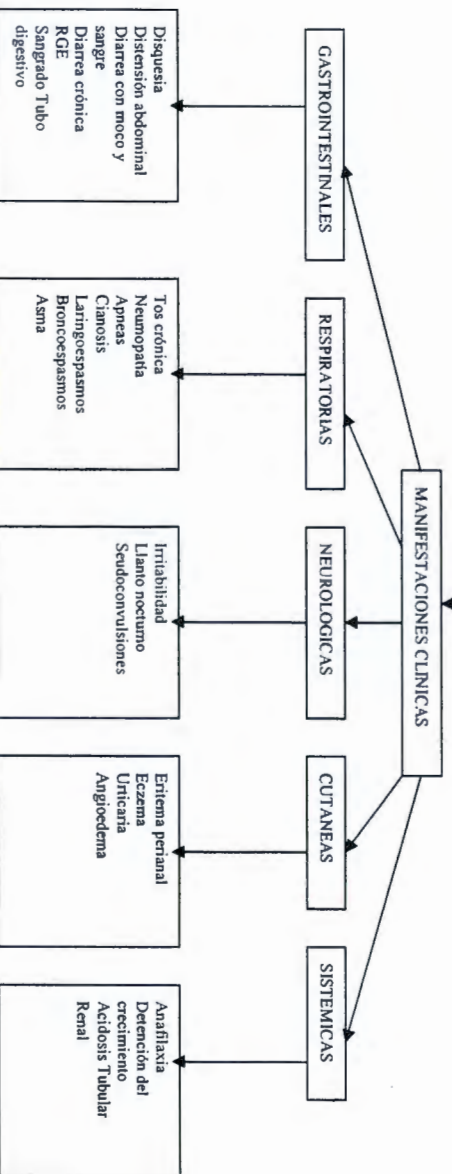 MANIFESTACIONES CLINICAS
GASTROINTESTINALES
Disquesia
Distensión abdominal
Diarrea con moco y
sangre
Diarrea crónica
RGE
Sangrado Tubo
digestivo
RESPIRATORIAS
Tos crónica
Neumopatía
Apneas
Cianosis
Laringoespasmos
Broncoespasmos
Asma
NEUROLOGICAS
Irritabilidad
Llanto nocturno
Seudoconvulsiones
CUTANEAS
Eritema perianal
Eczema
Urticaria
Angioedema
SISTEMICAS
Anafilaxia
Detención del
crecimiento
Acidosis Tubular
Renal